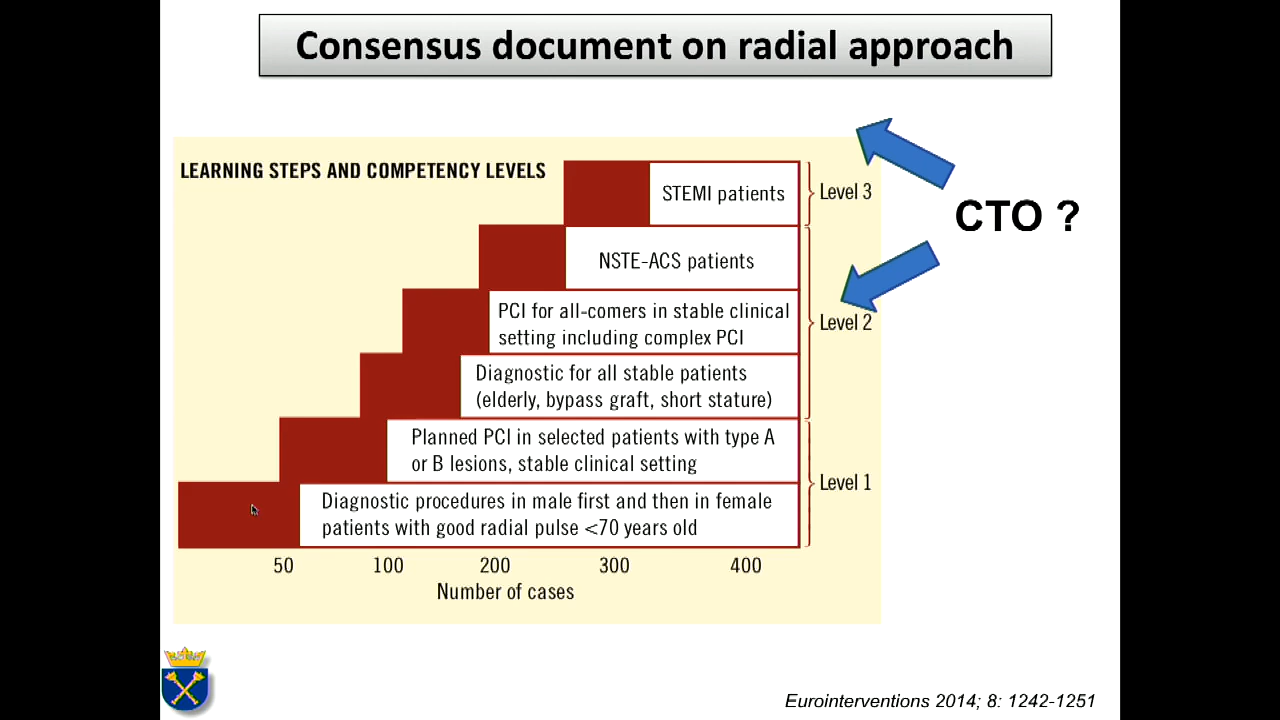 Consensus document on radial approach
LEARNING STEPS AND COMPETENCY LEVELS
STEMI patients
Level 3
CTO ?
NSTE-ACS patients
PCI for all-comers in stable clinical
setting including complex PCI
Level 2
Diagnostic for all stable patients
(elderly, bypass graft, short stature)
Planned PCI in selected patients with type A
or B lesions, stable clinical setting
Level 1
Diagnostic procedures in male first and then in female
patients with good radial pulse <70 years old
50 100 200 300 400
Number of cases
Eurointerventions 2014; 8: 1242-1251